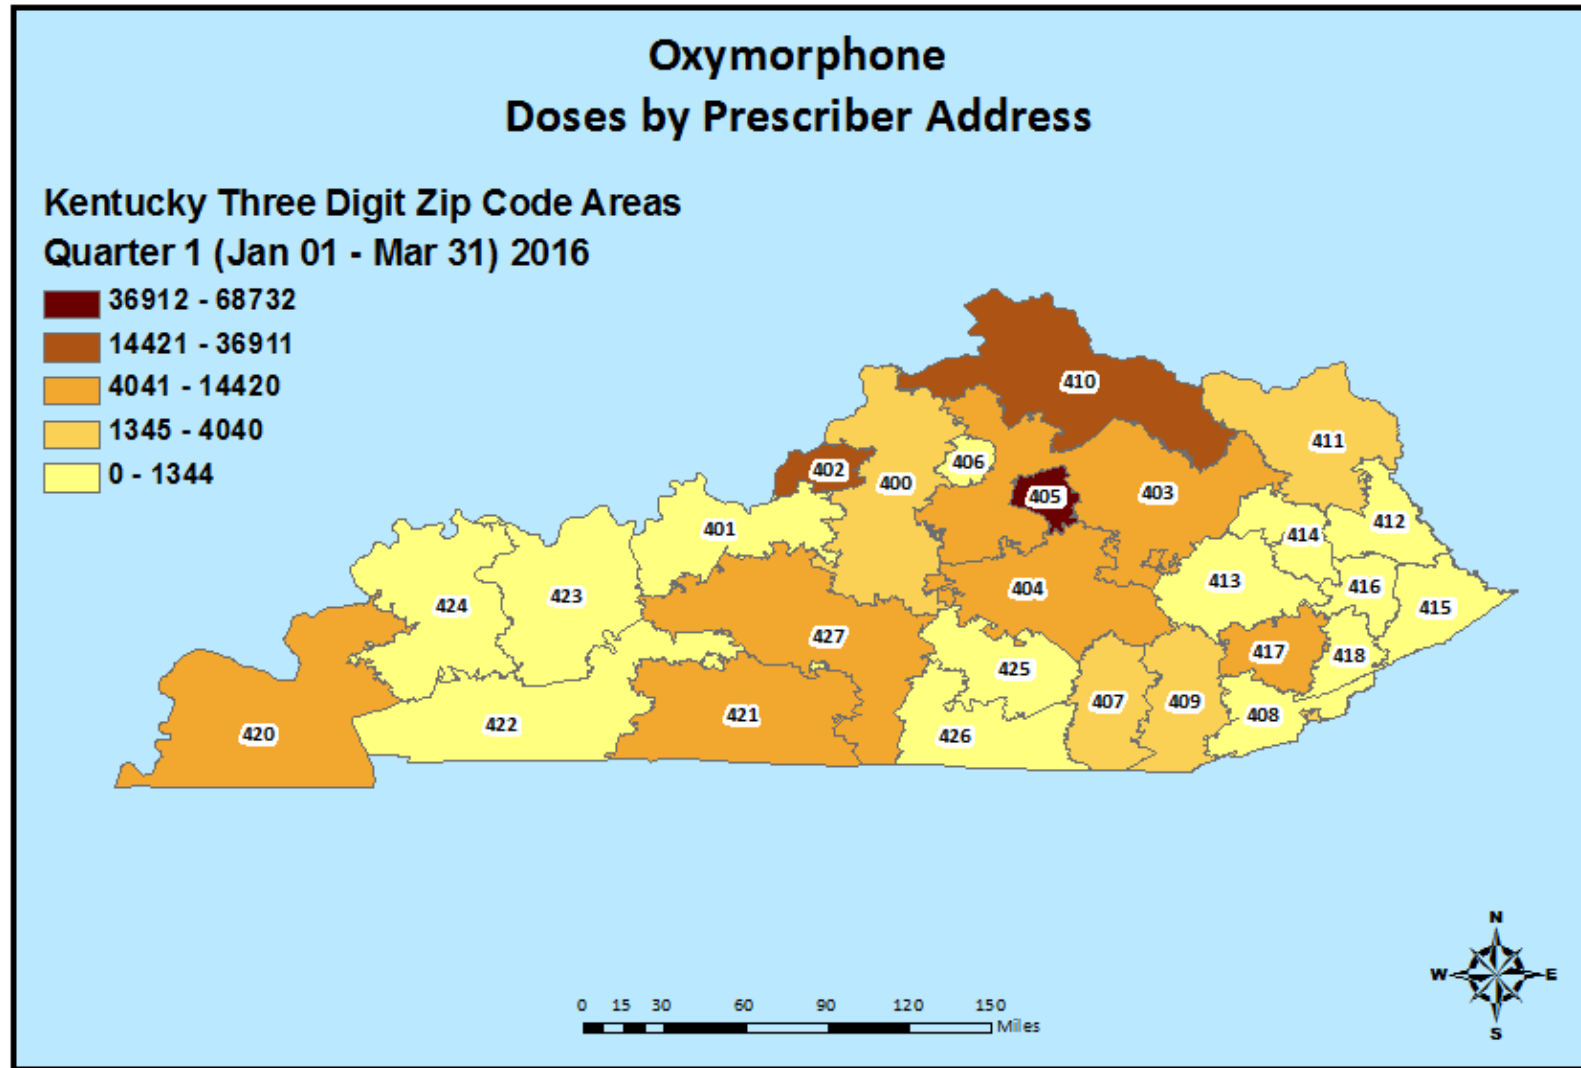 Oxymorphone
Doses by Prescriber Address
Kentucky Three Digit Zip Code Areas
Quarter 1 (Jan 01 - Mar 31) 2016
36912 - 68732
14421 - 36911
4041 - 14420
1345 - 4040
0 - 1344
410
411
406
402
400
405
403
412
401
414
413
416
404
415
424
423
427
417
418
425
407
409
408
420
422
421
426
N
W E
S
0 15 30 60 90 120 150
Miles